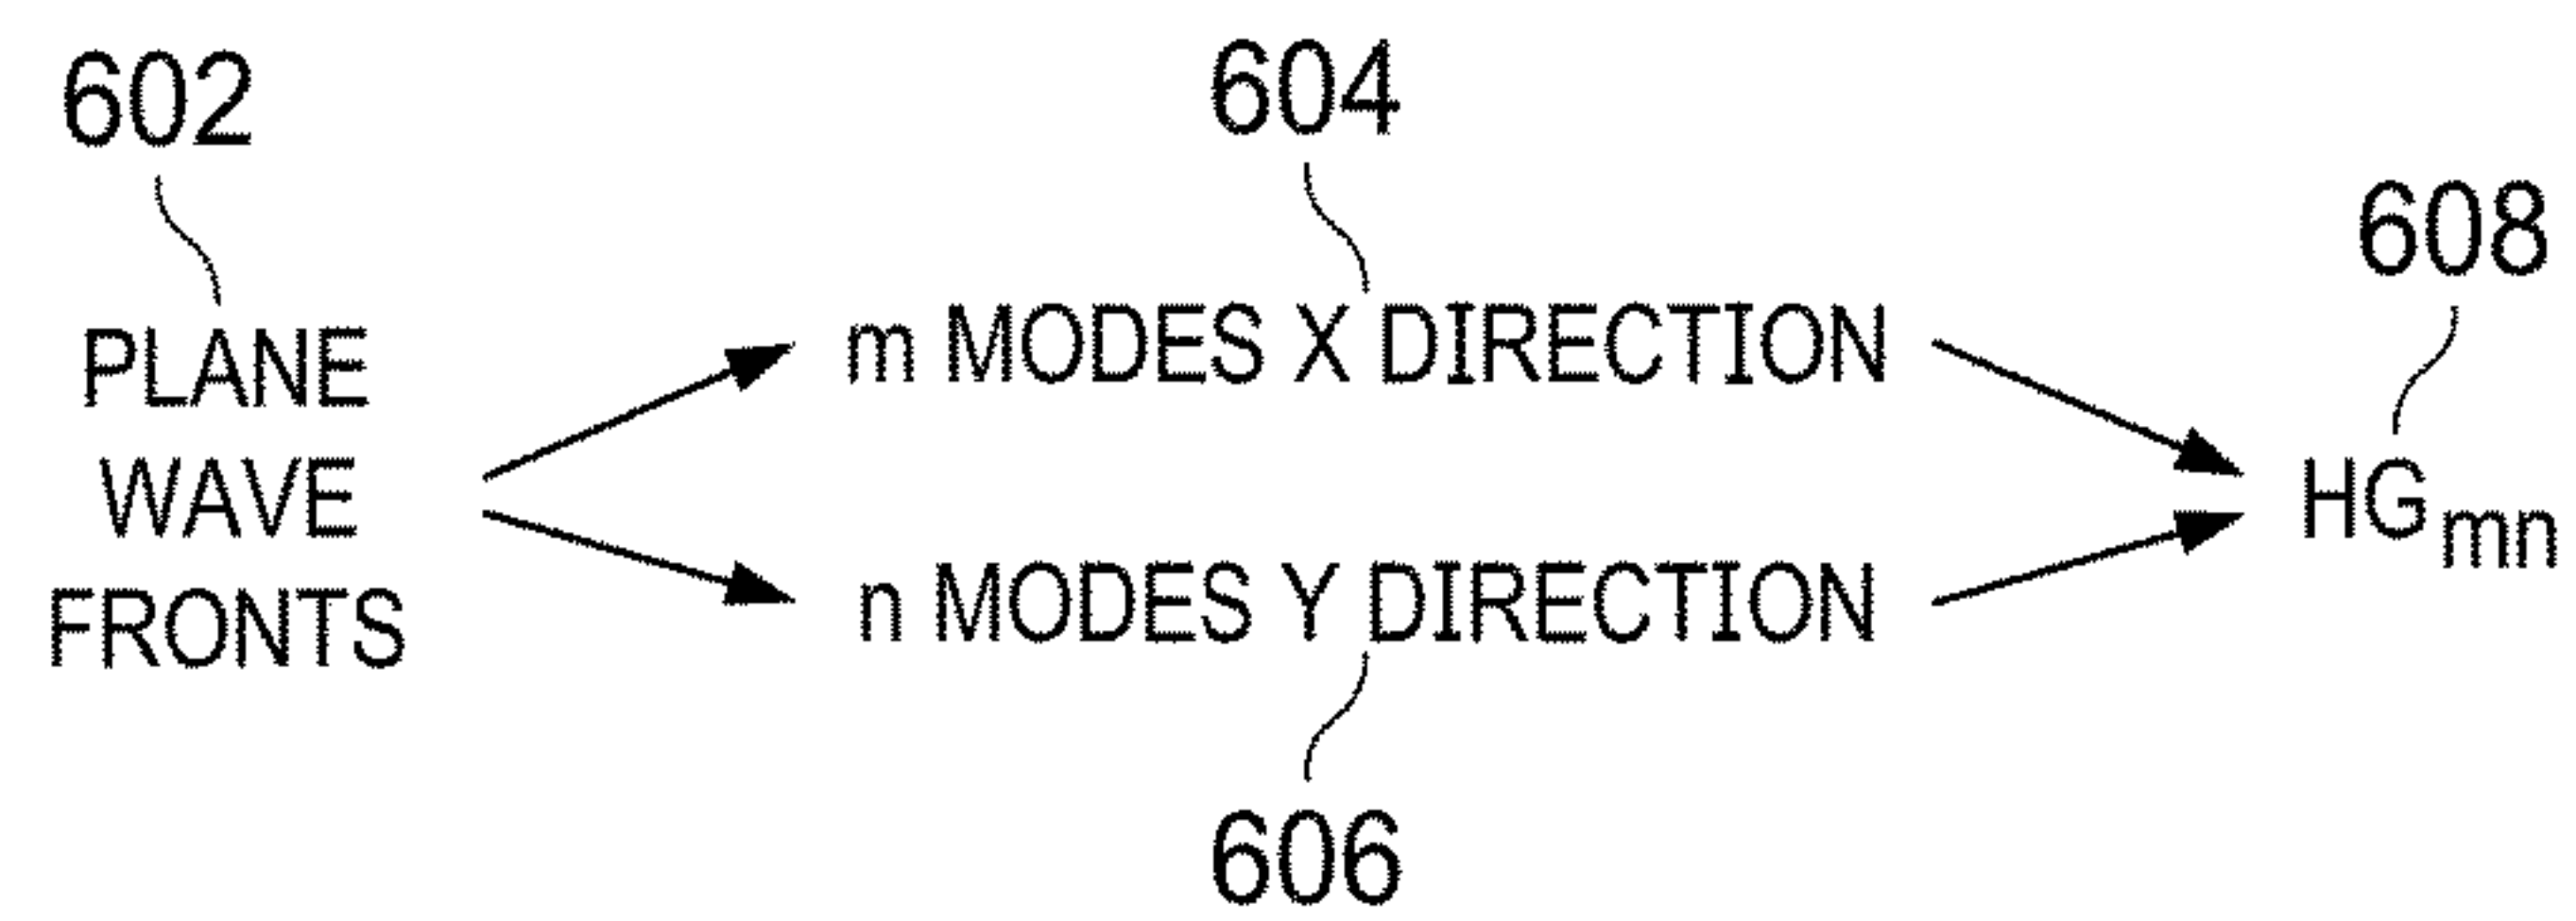 602
PLANE
WAVE
FRONTS
604
m MODES X DIRECTION
n MODES Y DIRECTION
606
608
HGmn